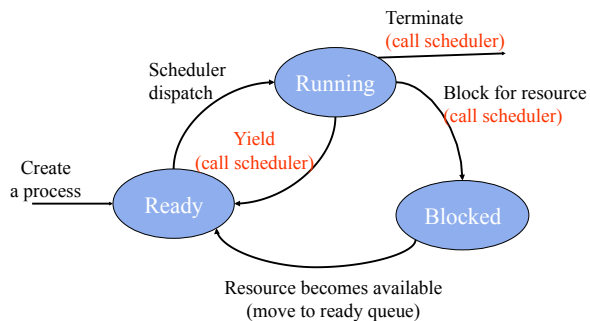 Terminate
(call scheduler)
Scheduler
dispatch
Running
Block for resource
(call scheduler)
Yield
(call scheduler)
Create
a process
Ready
Blocked
Resource becomes available
(move to ready queue)